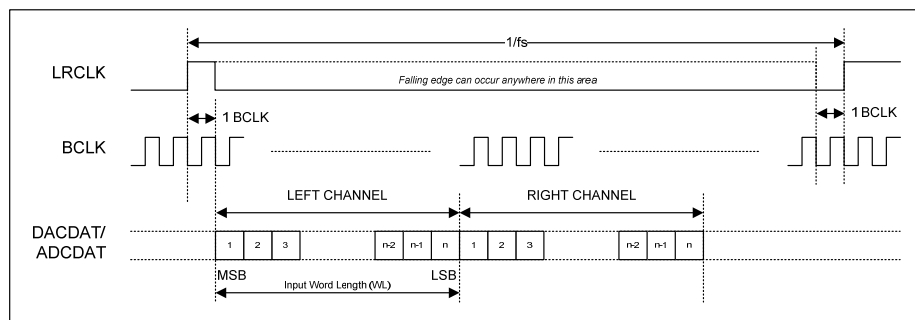 1/fs
LRCLK
Falling edge can occur anywhere in this area
1 BCLK
1 BCLK
BCLK
LEFT CHANNEL
RIGHT CHANNEL
DACDAT/
ADCDAT
1 2 3 n-2 n-1 n 1 2 3 n-2 n-1 n
MSB
LSB
Input Word Length (WL)